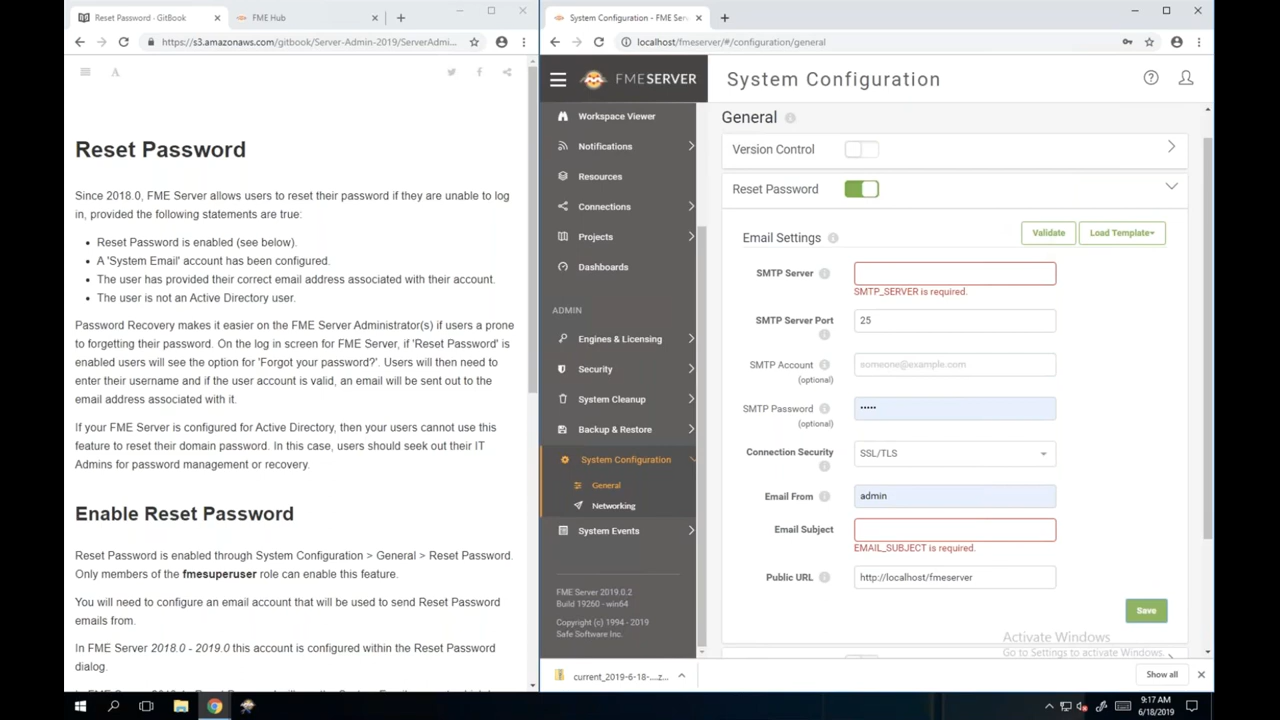 Reset Password - GitBook
FME Hub
https://s3.amazonaws.com/gitbook/Server-Admin-2019/ServerAdmi...
A
Reset Password
Since 2018.0, FME Server allows users to reset their password if they are unable to log
in, provided the following statements are true:
• Reset Password is enabled (see below).
• A 'System Email' account has been configured.
• The user has provided their correct email address associated with their account.
• The user is not an Active Directory user.
Password Recovery makes it easier on the FME Server Administrator(s) if users a prone
to forgetting their password. On the log in screen for FME Server, if 'Reset Password' is
enabled users will see the option for 'Forgot your password?'. Users will then need to
enter their username and if the user account is valid, an email will be sent out to the
email address associated with it.
If your FME Server is configured for Active Directory, then your users cannot use this
feature to reset their domain password. In this case, users should seek out their IT
Admins for password management or recovery.
Enable Reset Password
Reset Password is enabled through System Configuration > General > Reset Password.
Only members of the fmesuperuser role can enable this feature.
You will need to configure an email account that will be used to send Reset Password
emails from.
In FME Server 2018.0 - 2019.0 this account is configured within the Reset Password
dialog.
System Configuration - FME Ser
localhost/fmeserver/#/configuration/general
FMESERVER
System Configuration
Workspace Viewer
Notifications
Resources
Connections
Projects
Dashboards
ADMIN
Engines & Licensing
Security
System Cleanup
Backup & Restore
System Configuration
General
Networking
System Events
FME Server 2019.0.2
Build 19260 - win64
Copyright (c) 1994 - 2019
Safe Software Inc.
General
Version Control
Reset Password
Email Settings
Validate
Load Template
SMTP Server
SMTP_SERVER is required.
SMTP Server Port
25
SMTP Account
(optional)
someone@example.com
SMTP Password
(optional)
•••••
Connection Security
SSL/TLS
Email From
admin
Email Subject
EMAIL_SUBJECT is required.
Public URL
http://localhost/fmeserver
Save
Activate Windows
Go to Settings to activate Windows.
current_2019-6-18-....z...
Show all
9:17 AM
6/18/2019